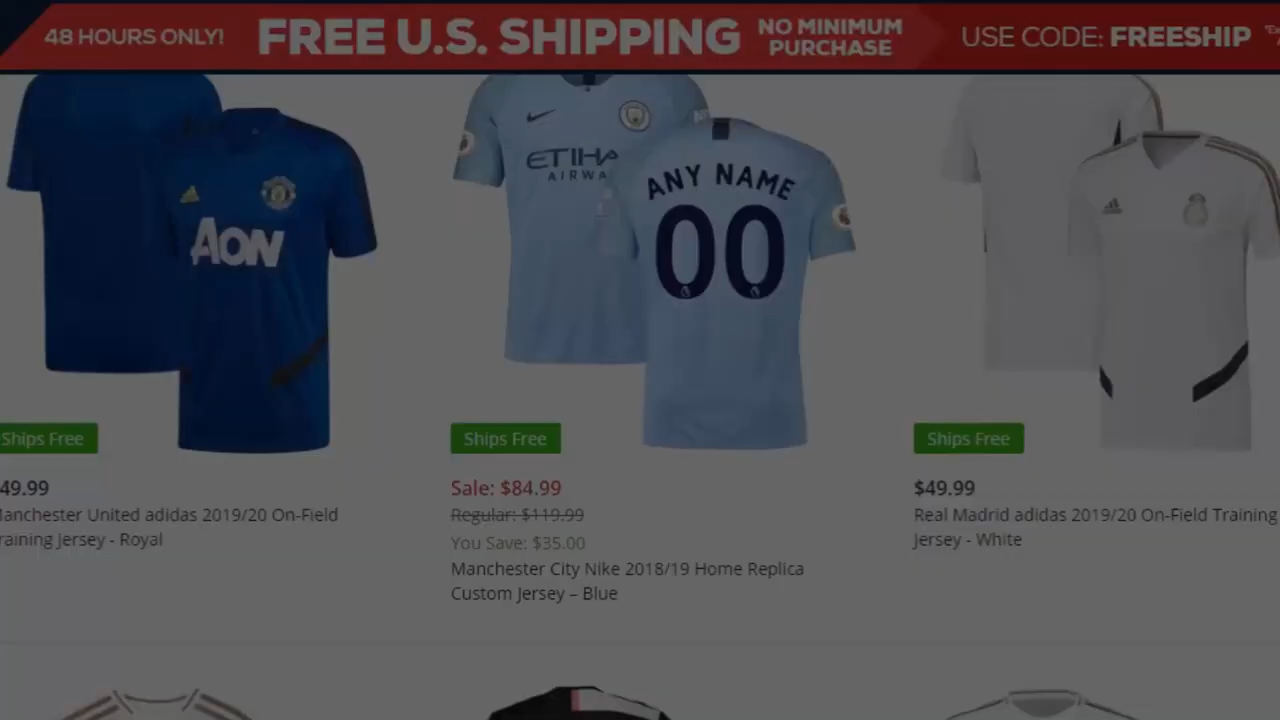 48 HOURS ONLY!
FREE U.S. SHIPPING
NO MINIMUM
PURCHASE
USE CODE: FREESHIP
AON
ETIHA
AIRWA
ANY NAME
00
Ships Free
Ships Free
Ships Free
49.99
anchester United adidas 2019/20 On-Field
raining Jersey - Royal
Sale: $84.99
Regular: $119.99
You Save: $35.00
Manchester City Nike 2018/19 Home Replica
Custom Jersey – Blue
$49.99
Real Madrid adidas 2019/20 On-Field Training
Jersey - White